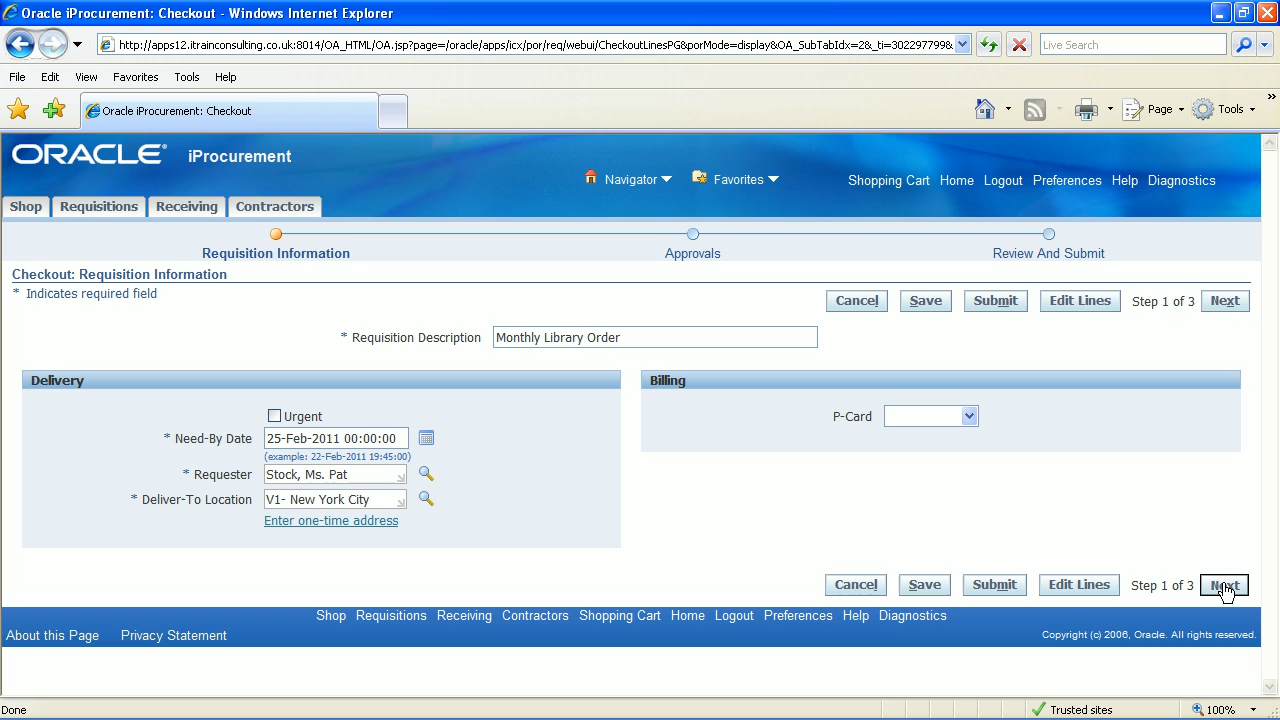 Oracle iProcurement: Checkout - Windows Internet Explorer
http://apps12.itrainconsulting.co.uk:8014/OA_HTML/OA.jsp?page=/oracle/apps/icx/por/req/webui/CheckoutLinesPG&porMode=display&OA_SubTabIdx=2&_ti=302297799&
Live Search
File Edit View Favorites Tools Help
Oracle iProcurement: Checkout
Page Tools »
ORACLE® iProcurement
Navigator Favorites Shopping Cart Home Logout Preferences Help Diagnostics
Shop Requisitions Receiving Contractors
Requisition Information Approvals Review And Submit
Checkout: Requisition Information
* Indicates required field
Cancel Save Submit Edit Lines Step 1 of 3 Next
* Requisition Description Monthly Library Order
Delivery
Urgent
* Need-By Date 25-Feb-2011 00:00:00
(example: 22-Feb-2011 19:45:00)
* Requester Stock, Ms. Pat
* Deliver-To Location V1- New York City
Enter one-time address
Billing
P-Card
Cancel Save Submit Edit Lines Step 1 of 3 Next
Shop Requisitions Receiving Contractors Shopping Cart Home Logout Preferences Help Diagnostics
About this Page Privacy Statement Copyright (c) 2006, Oracle. All rights reserved.
Done Trusted sites 100%